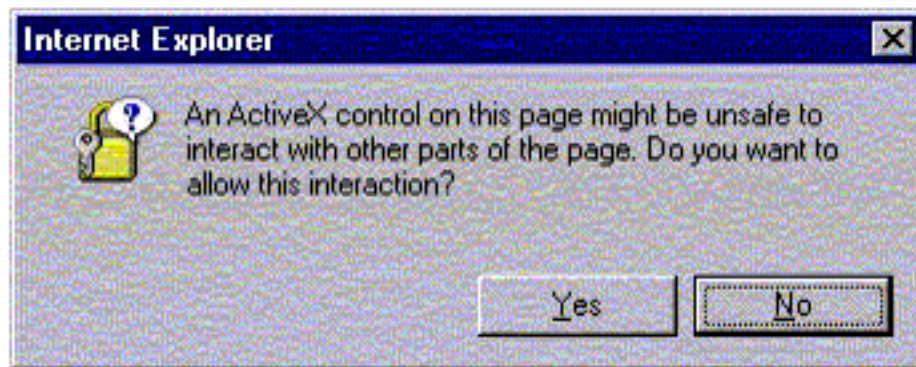 Internet Explorer
An ActiveX control on this page might be unsafe to
interact with other parts of the page. Do you want to
allow this interaction?
Yes
No